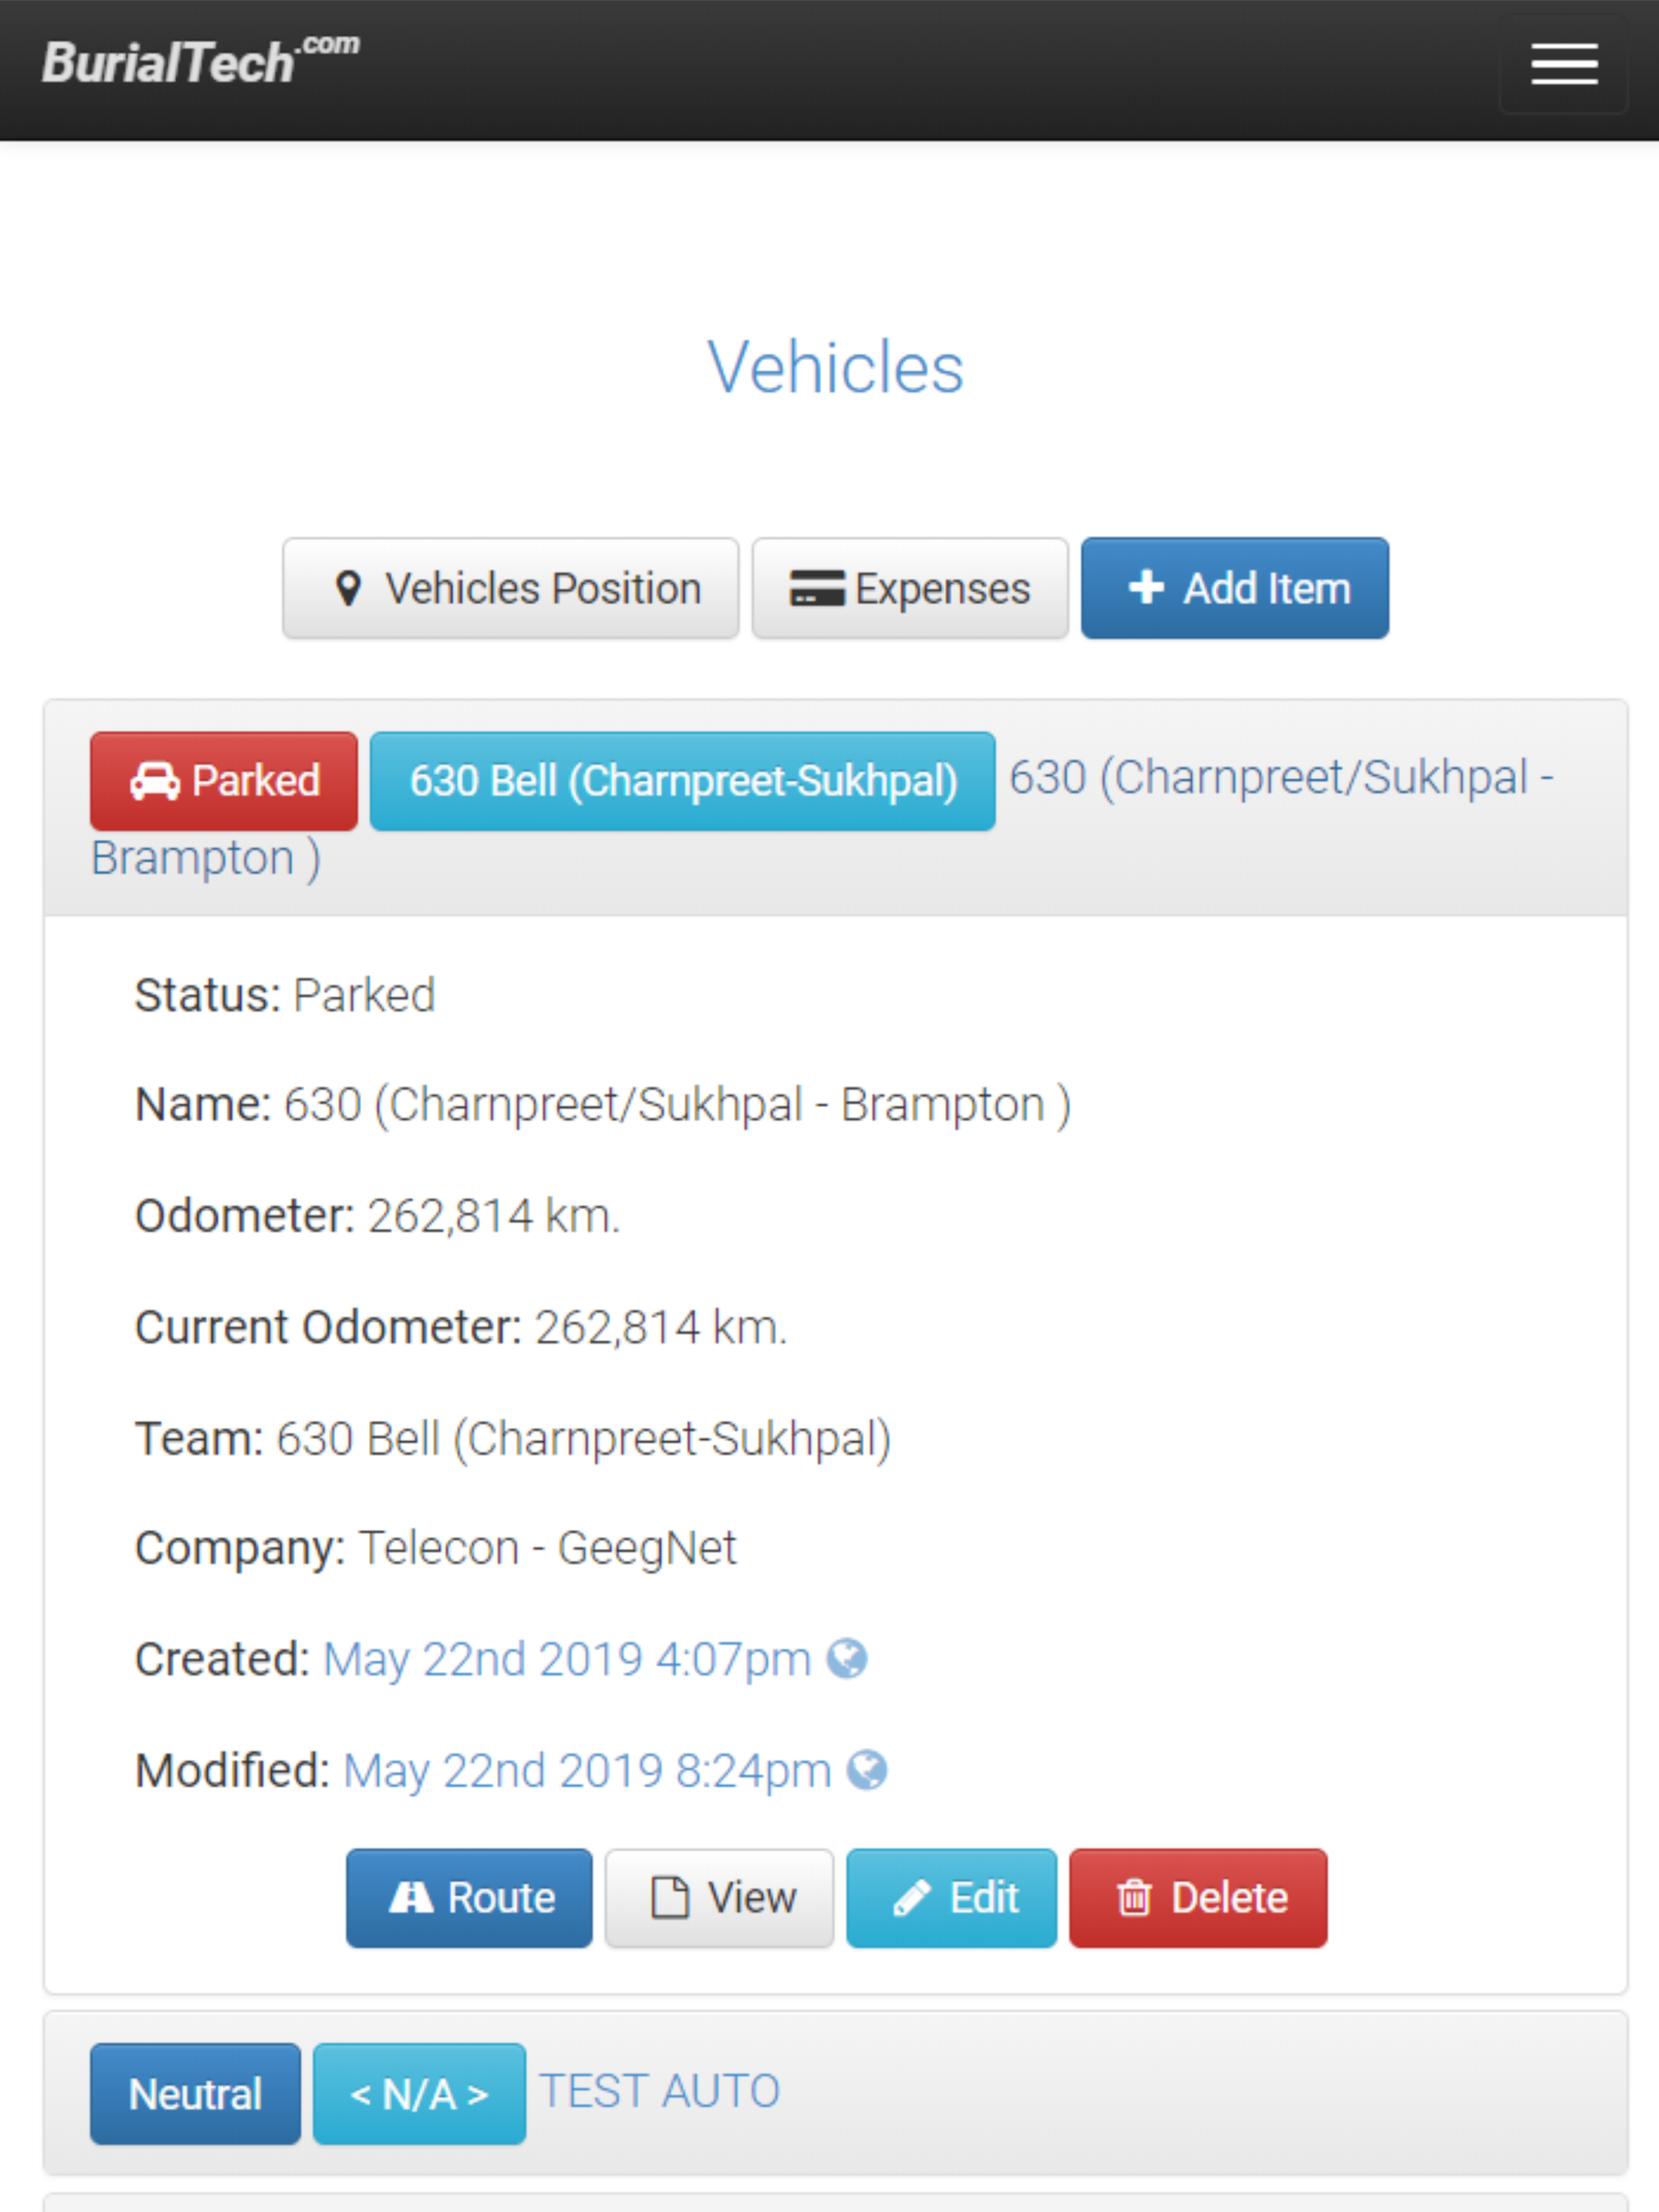 BurialTech.com
Vehicles
Vehicles Position Expenses Add Item
Parked 630 Bell (Charnpreet-Sukhpal) 630 (Charnpreet/Sukhpal -
Brampton )
Status: Parked
Name: 630 (Charnpreet/Sukhpal - Brampton )
Odometer: 262,814 km.
Current Odometer: 262,814 km.
Team: 630 Bell (Charnpreet-Sukhpal)
Company: Telecon - GeegNet
Created: May 22nd 2019 4:07pm
Modified: May 22nd 2019 8:24pm
Route View Edit Delete
Neutral < N/A > TEST AUTO